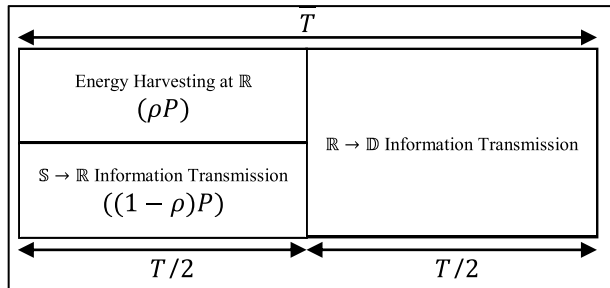 T
Energy Harvesting at ℝ
(ρP)
𝕊 → ℝ Information Transmission
((1 − ρ)P)
ℝ → 𝔻 Information Transmission
T/2
T/2